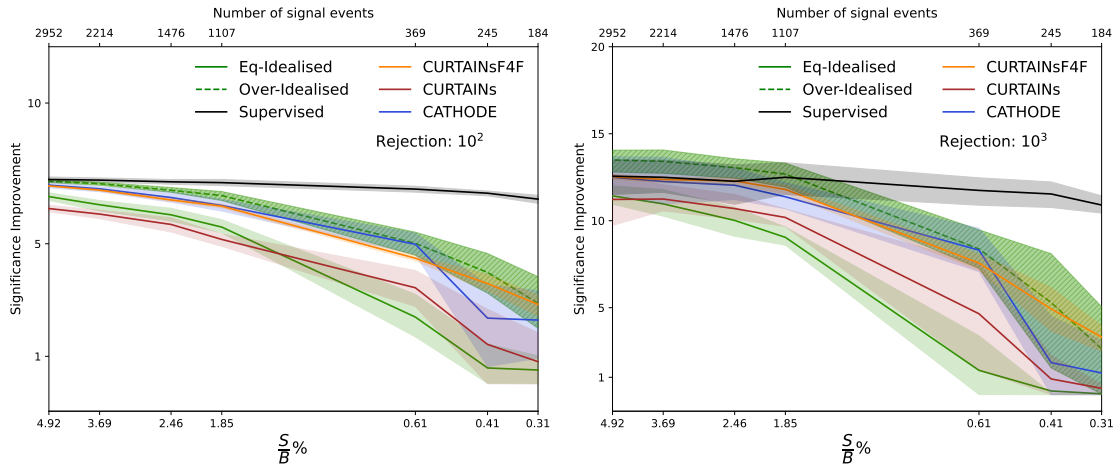 Number of signal events
2952 2214 1476 1107 369 245 184
Eq-Idealised CURTAINsF4F
Over-Idealised CURTAINs
Supervised CATHODE
Rejection: 10²
Significance Improvement
10
5
1
4.92 3.69 2.46 1.85 0.61 0.41 0.31
S/B %
Number of signal events
2952 2214 1476 1107 369 245 184
Eq-Idealised CURTAINsF4F
Over-Idealised CURTAINs
Supervised CATHODE
Rejection: 10³
Significance Improvement
20
15
10
5
1
4.92 3.69 2.46 1.85 0.61 0.41 0.31
S/B %